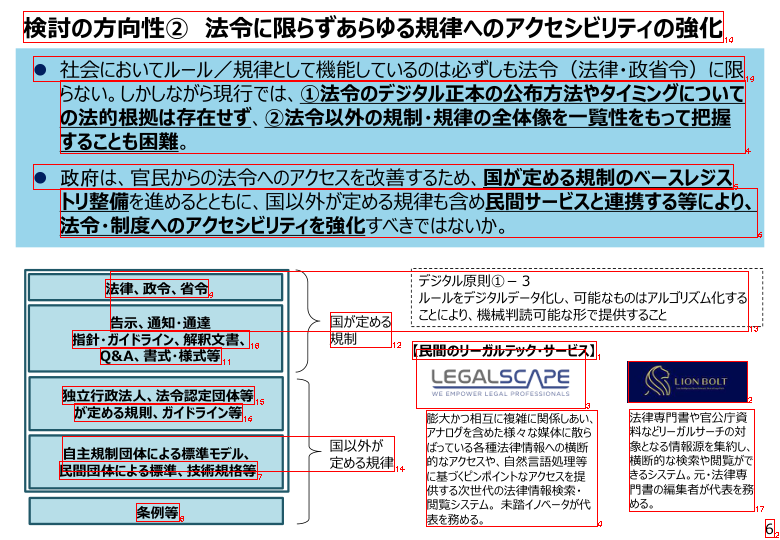 検討の方向性② 法令に限らずあらゆる規律へのアクセシビリティの強化
● 社会においてルール／規律として機能しているのは必ずしも法令（法律・政省令）に限
らない。しかしながら現行では、①法令のデジタル正本の公布方法やタイミングについて
の法的根拠は存在せず、②法令以外の規制・規律の全体像を一覧性をもって把握
することも困難。
● 政府は、官民からの法令へのアクセスを改善するため、国が定める規制のベースレジス
トリ整備を進めるとともに、国以外が定める規律も含め民間サービスと連携する等により、
法令・制度へのアクセシビリティを強化すべきではないか。
法律、政令、省令
告示、通知・通達
指針・ガイドライン、解釈文書、
Q&A、書式・様式等
独立行政法人、法令認定団体等
が定める規則、ガイドライン等
自主規制団体による標準モデル、
民間団体による標準、技術規格等
条例等
国が定める
規制
国以外が
定める規律
デジタル原則①－３
ルールをデジタルデータ化し、可能なものはアルゴリズム化する
ことにより、機械判読可能な形で提供すること
【民間のリーガルテック・サービス】
LEGALSCAPE
WE EMPOWER LEGAL PROFESSIONALS
膨大かつ相互に複雑に関係しあい、
アナログを含めた様々な媒体に散ら
ばっている各種法律情報への横断
的なアクセスや、自然言語処理等
に基づくピンポイントなアクセスを提
供する次世代の法律情報検索・
閲覧システム。未踏イノベータが代
表を務める。
LION BOLT
法律専門書や官公庁資
料などリーガルサーチの対
象となる情報源を集約し、
横断的な検索や閲覧がで
きるシステム。元・法律専
門書の編集者が代表を務
める。
6